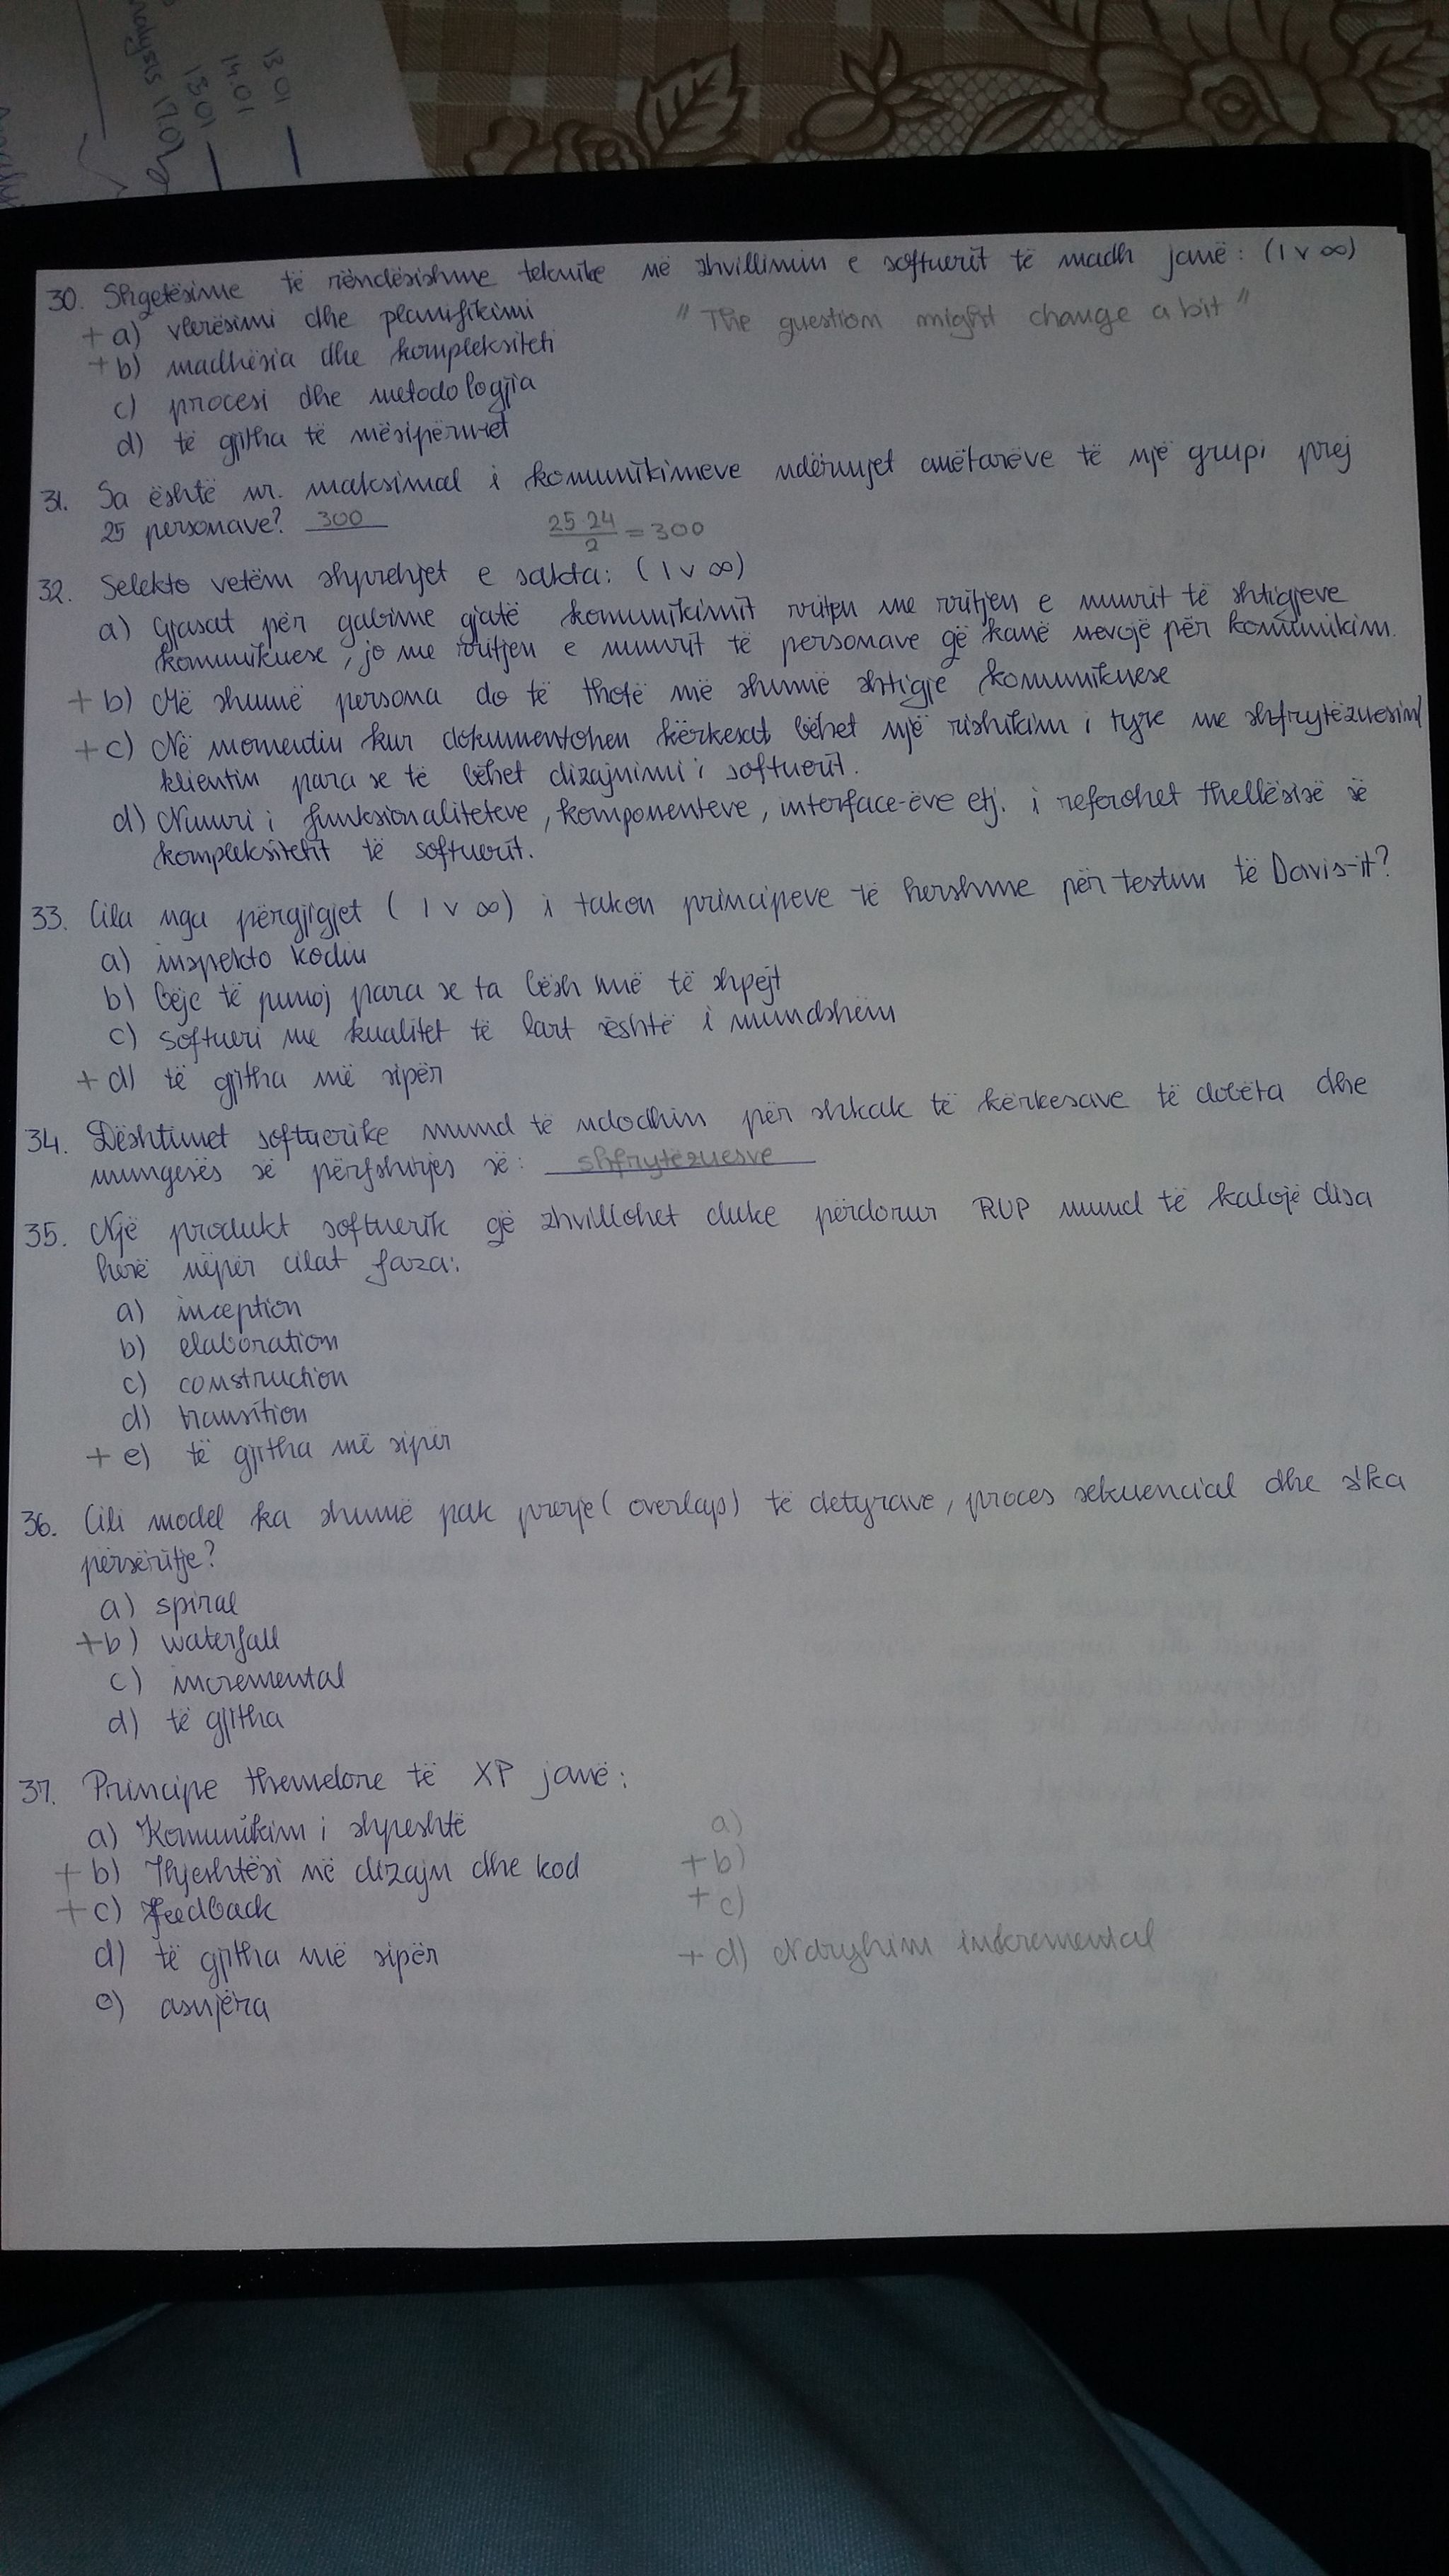 analysis 17.01
13.01
14.01
13.01
30. Shqetësime të rëndësishme teknike në zhvillimin e softuerit të madh janë: (1 v ∞)
+ a) vlerësimi dhe planifikimi "The question might change a bit"
+ b) madhësia dhe kompleksiteti
c) procesi dhe metodologjia
d) të gjitha të mësipërmet
31. Sa është nr. maksimal i komunikimeve ndërmjet anëtarëve të një grupi prej
25 personave? 300 25·24/2 = 300
32. Selekto vetëm shprehjet e sakta: (1 v ∞)
a) Gjasat për gabime gjatë komunikimit rriten me rritjen e numrit të shtigjeve
komunikuese, jo me rritjen e numrit të personave që kanë nevojë për komunikim.
+ b) Më shumë persona do të thotë më shumë shtigje komunikuese
+ c) Në momentin kur dokumentohen kërkesat bëhet një rishikim i tyre me shfrytëzuesin/
klientin para se të bëhet dizajnimi i softuerit.
d) Numri i funksionaliteteve, komponenteve, interface-ëve etj. i referohet thellësisë së
kompleksitetit të softuerit.
33. Cila nga përgjigjet (1 v ∞) i takon principeve të hershme për testim të Davis-it?
a) inspekto kodin
b) bëje të punoj para se ta bësh më të shpejt
c) softueri me kualitet të lart është i mundshëm
+ d) të gjitha më sipër
34. Dështimet softuerike mund të ndodhin për shkak të kërkesave të dobëta dhe
mungesës së përfshirjes së: shfrytëzuesve
35. Një produkt softuerik që zhvillohet duke përdorur RUP mund të kalojë disa
herë nëpër cilat faza:
a) inception
b) elaboration
c) construction
d) transition
+ e) të gjitha më sipër
36. Cili model ka shumë pak prerje (overlaps) të detyrave, proces sekuencial dhe s'ka
përsëritje?
a) spiral
+ b) waterfall
c) incremental
d) të gjitha
37. Principe themelore të XP janë:
a) Komunikim i shpeshtë a)
+ b) Thjeshtësi në dizajn dhe kod + b)
+ c) Feedback + c)
d) të gjitha më sipër + d) Ndryshim inkremental
e) asnjëra